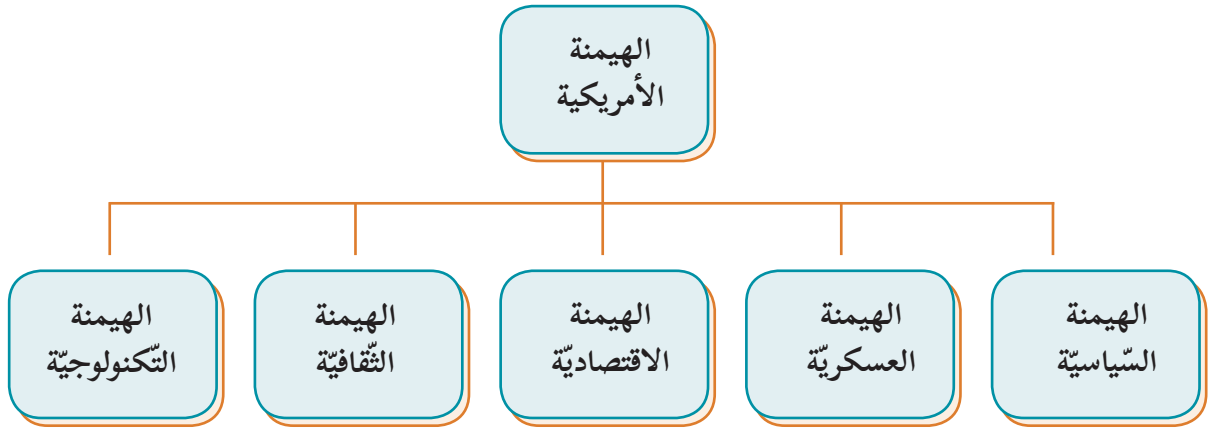 الهيمنة
الأمريكية
الهيمنة
السّياسيّة
الهيمنة
العسكريّة
الهيمنة
الاقتصاديّة
الهيمنة
الثّقافيّة
الهيمنة
التّكنولوجيّة